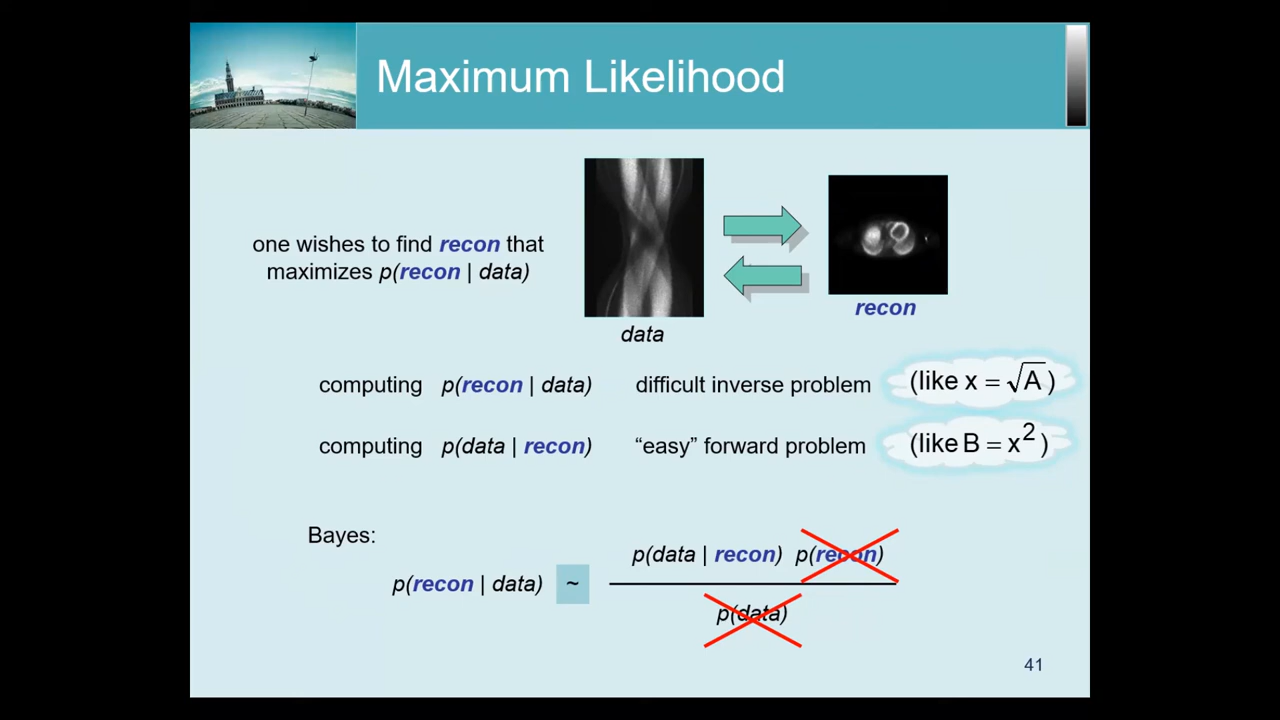 Maximum Likelihood
one wishes to find recon that
maximizes p(recon | data)
data
recon
computing p(recon | data) difficult inverse problem (like x = √A )
computing p(data | recon) “easy” forward problem (like B = x²)
Bayes:
p(recon | data) ~ p(data | recon) p(recon)
p(data)
41